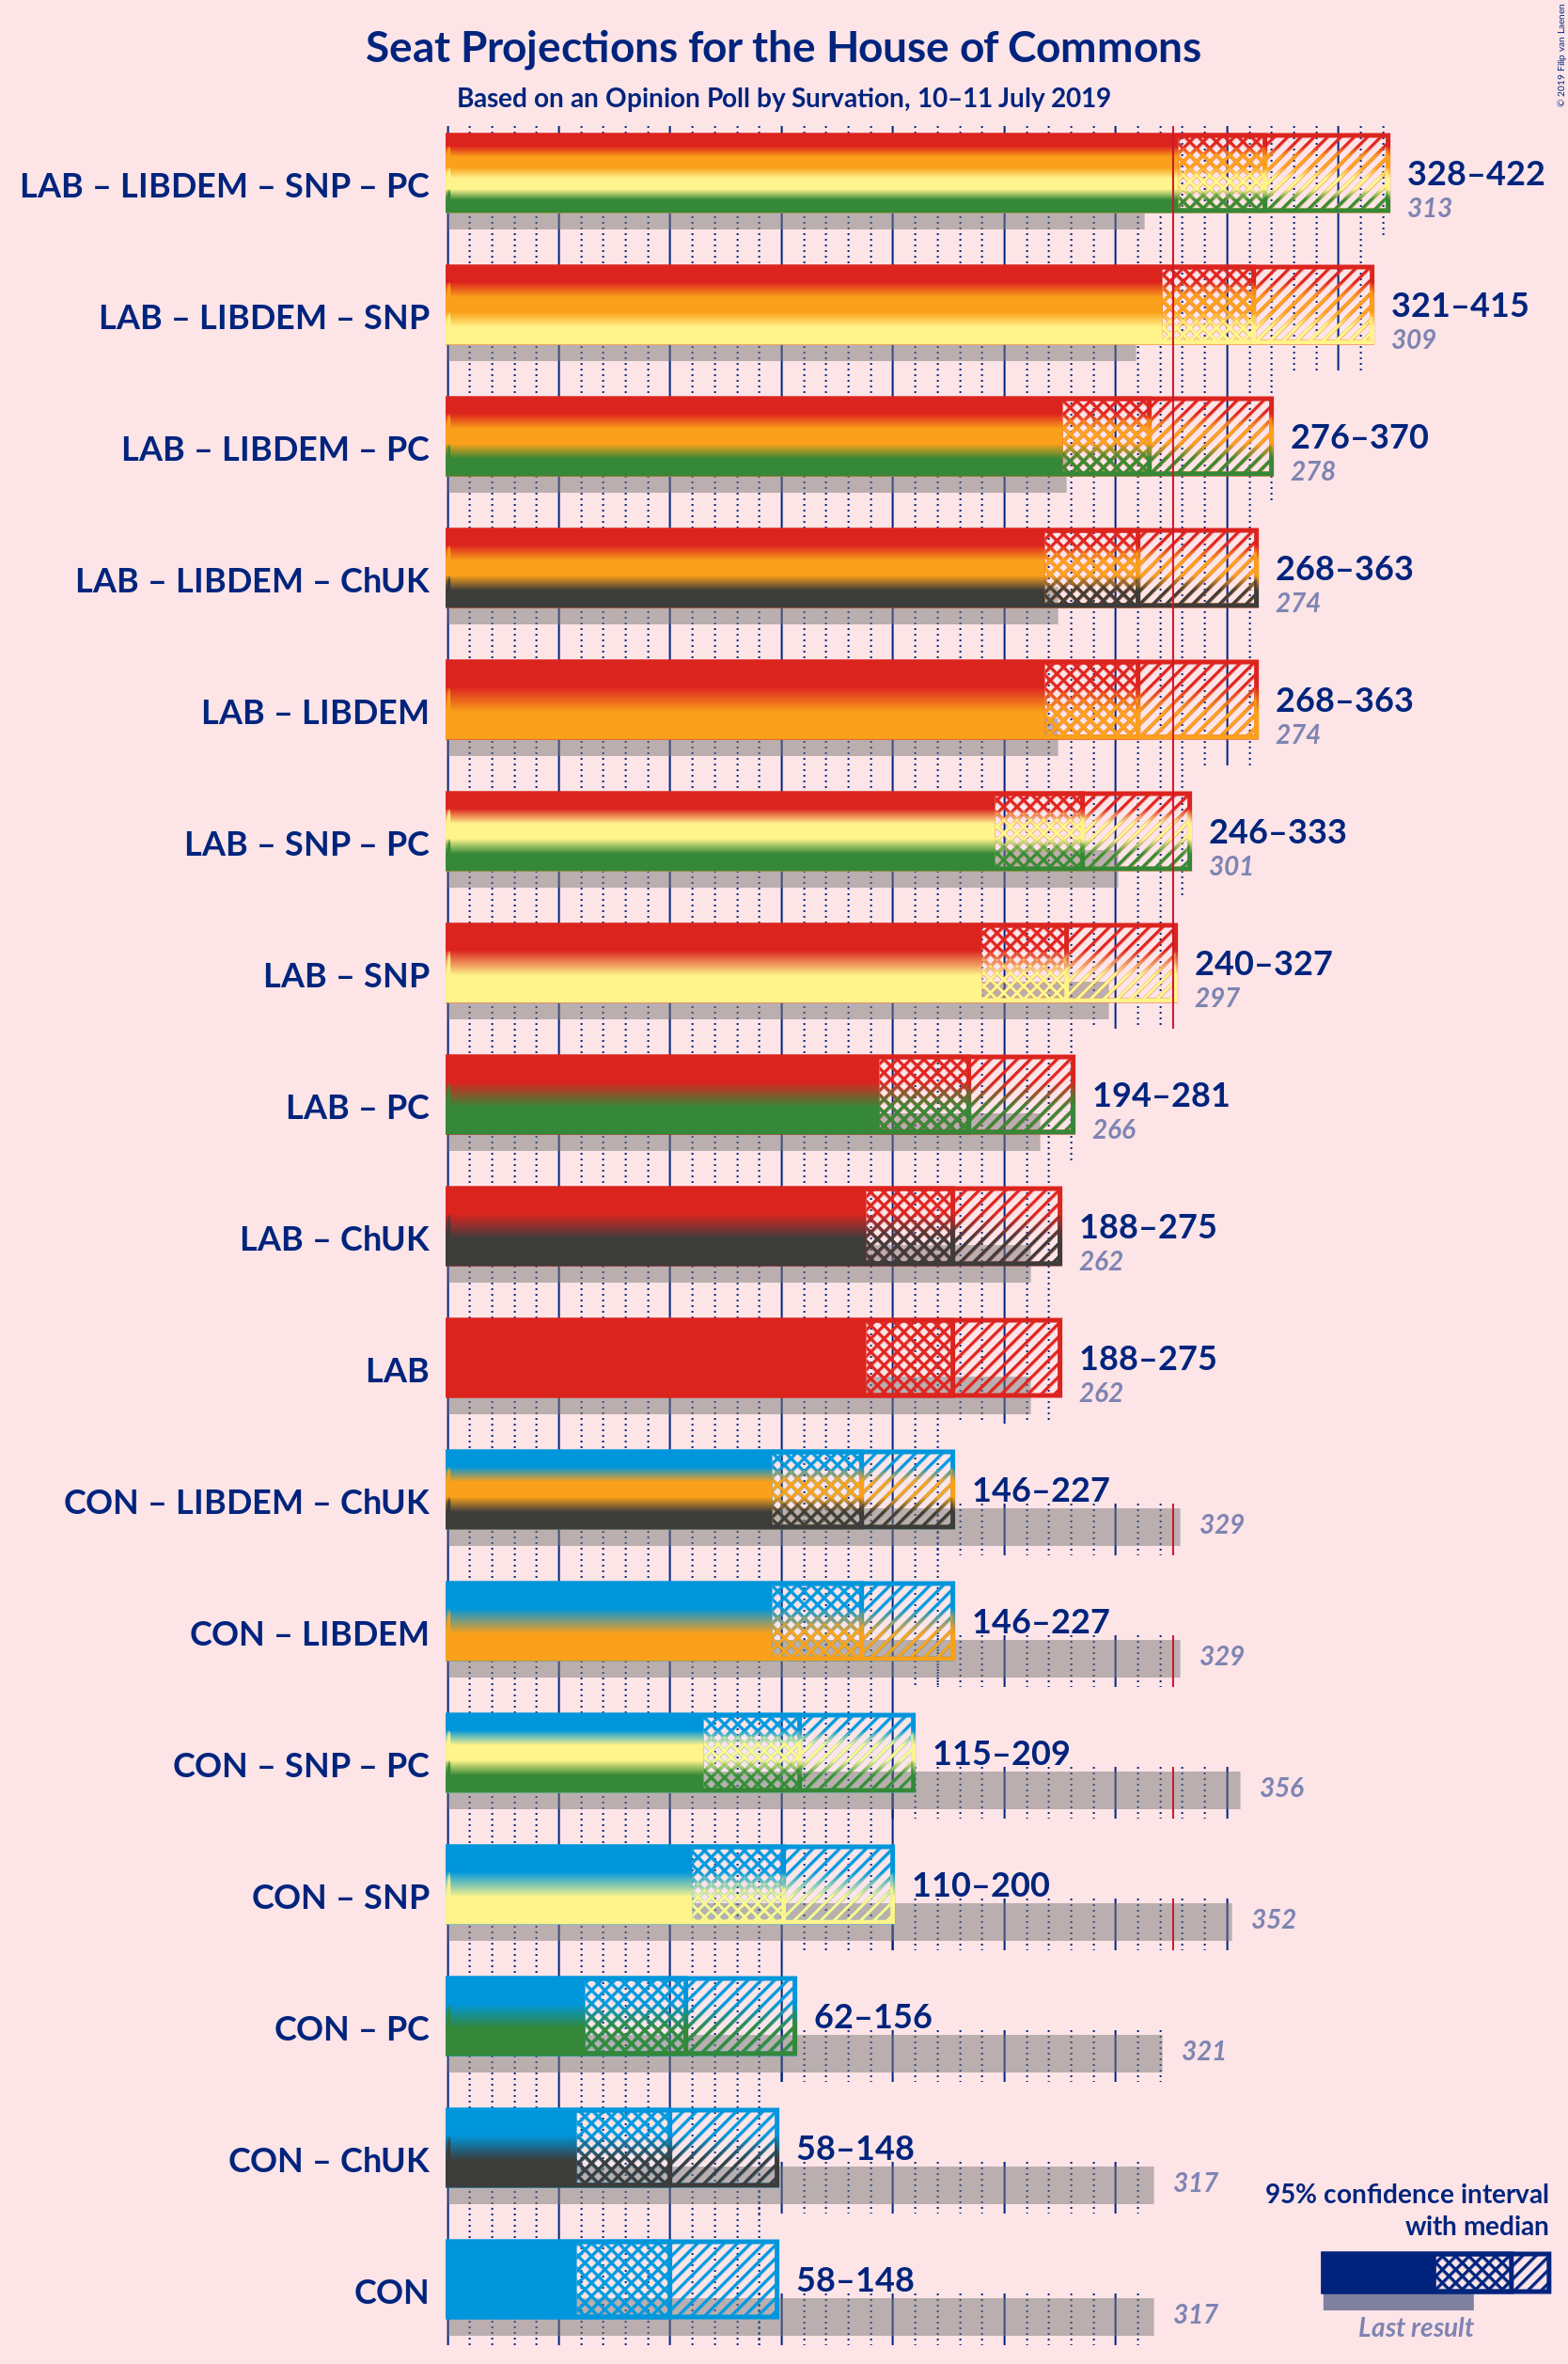 Seat Projections for the House of Commons
Based on an Opinion Poll by Survation, 10–11 July 2019
© 2019 Filip van Laenen
LAB – LIBDEM – SNP – PC
328–422
313
LAB – LIBDEM – SNP
321–415
309
LAB – LIBDEM – PC
276–370
278
LAB – LIBDEM – ChUK
268–363
274
LAB – LIBDEM
268–363
274
LAB – SNP – PC
246–333
301
LAB – SNP
240–327
297
LAB – PC
194–281
266
LAB – ChUK
188–275
262
LAB
188–275
262
CON – LIBDEM – ChUK
146–227
329
CON – LIBDEM
146–227
329
CON – SNP – PC
115–209
356
CON – SNP
110–200
352
CON – PC
62–156
321
CON – ChUK
58–148
317
CON
58–148
317
95% confidence interval
with median
Last result